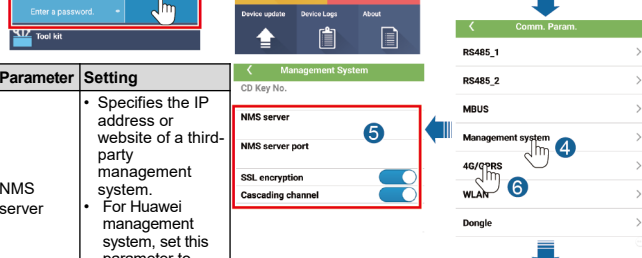 Enter a password.
Tool kit
Device update
Device Logs
About
Parameter
Setting
NMS
server
• Specifies the IP
address or
website of a third-
party
management
system.
• For Huawei
management
system, set this
parameter to
Management System
CD Key No.
NMS server
5
NMS server port
SSL encryption
Cascading channel
Comm. Param.
RS485_1
RS485_2
MBUS
Management system
4
4G/GPRS
WLAN
6
Dongle